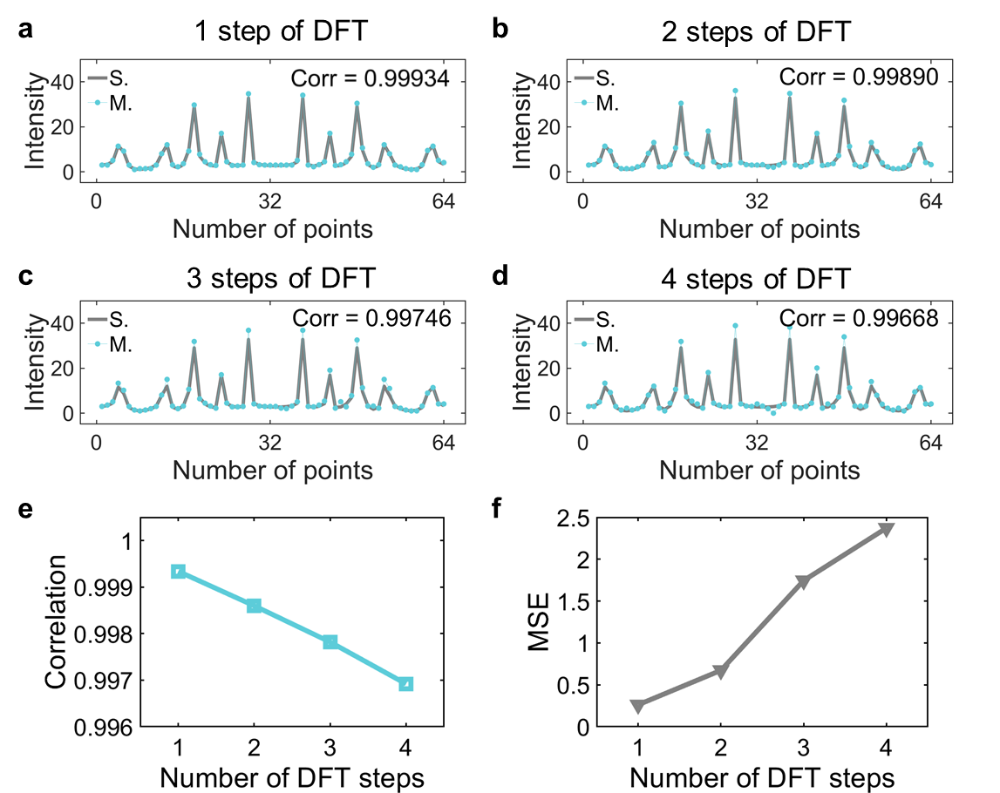 a
1 step of DFT
Intensity
40
20
0
S.
M.
Corr = 0.99934
0 32 64
Number of points
b
2 steps of DFT
Intensity
40
20
0
S.
M.
Corr = 0.99890
0 32 64
Number of points
c
3 steps of DFT
Intensity
40
20
0
S.
M.
Corr = 0.99746
0 32 64
Number of points
d
4 steps of DFT
Intensity
40
20
0
S.
M.
Corr = 0.99668
0 32 64
Number of points
e
Correlation
1
0.999
0.998
0.997
0.996
1 2 3 4
Number of DFT steps
f
MSE
2.5
2
1.5
1
0.5
0
1 2 3 4
Number of DFT steps